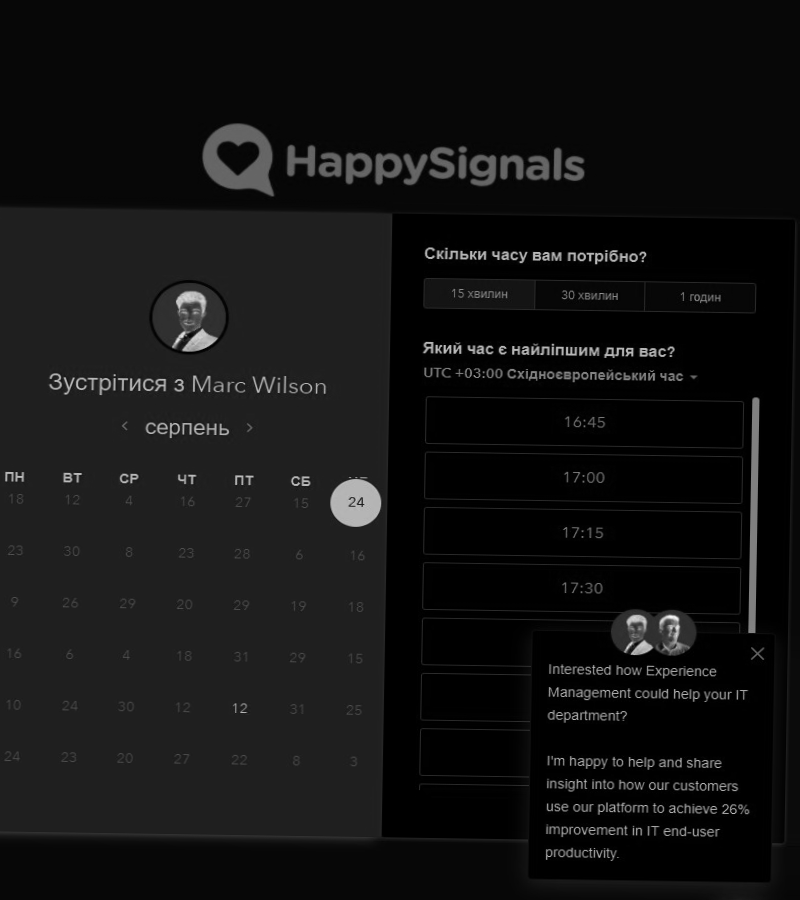 HappySignals
Зустрітися з Marc Wilson
серпень
ПН ВТ СР ЧТ ПТ СБ
18 12 4 16 27 15 24
23 30 8 23 28 6 16
9 26 29 20 29 19 18
16 6 4 18 31 29 15
10 24 30 12 12 31 25
24 23 20 27 22 8 3
Скільки часу вам потрібно?
15 хвилин 30 хвилин 1 годин
Який час є найліпшим для вас?
UTC +03:00 Східноєвропейський час
16:45
17:00
17:15
17:30
Interested how Experience
Management could help your IT
department?
I'm happy to help and share
insight into how our customers
use our platform to achieve 26%
improvement in IT end-user
productivity.